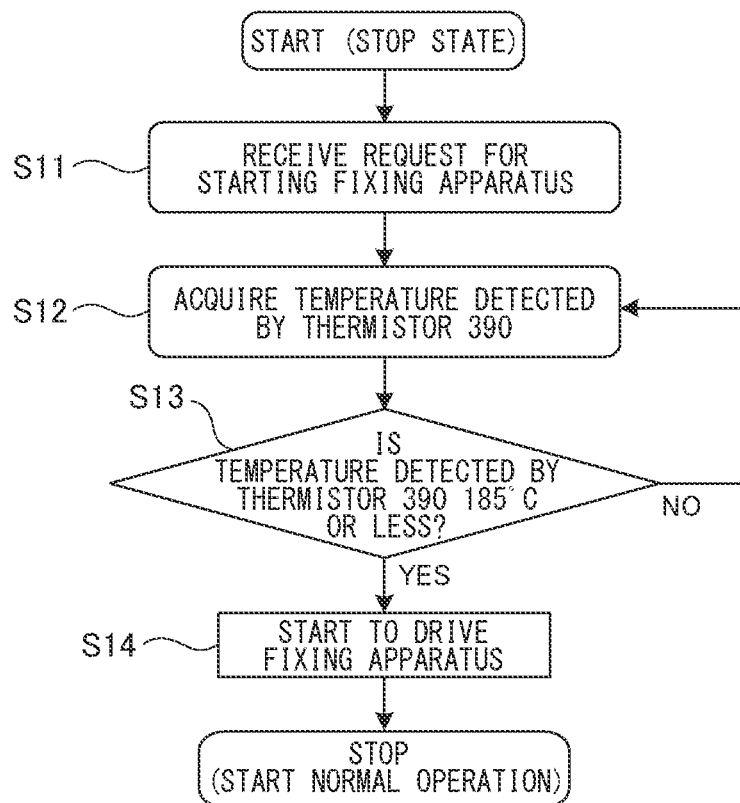 START (STOP STATE)
S11
RECEIVE REQUEST FOR
STARTING FIXING APPARATUS
S12
ACQUIRE TEMPERATURE DETECTED
BY THERMISTOR 390
S13
IS
TEMPERATURE DETECTED BY
THERMISTOR 390 185°C
OR LESS?
NO
YES
S14
START TO DRIVE
FIXING APPARATUS
STOP
(START NORMAL OPERATION)